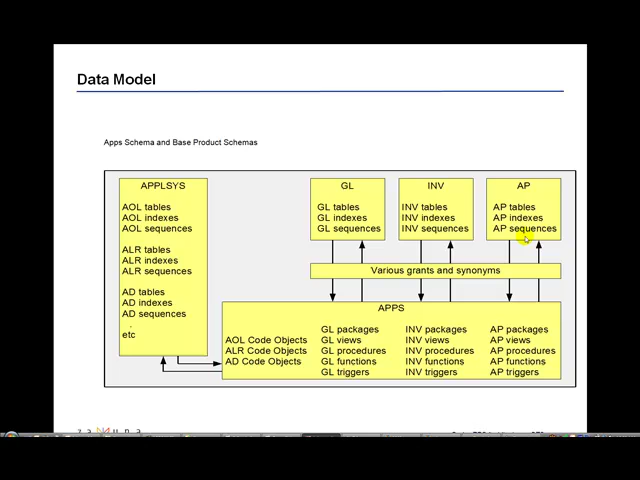 Data Model
Apps Schema and Base Product Schemas
APPLSYS
AOL tables
AOL indexes
AOL sequences
ALR tables
ALR indexes
ALR sequences
AD tables
AD indexes
AD sequences
.
etc
GL
GL tables
GL indexes
GL sequences
INV
INV tables
INV indexes
INV sequences
AP
AP tables
AP indexes
AP sequences
Various grants and synonyms
APPS
AOL Code Objects
ALR Code Objects
AD Code Objects
GL packages
GL views
GL procedures
GL functions
GL triggers
INV packages
INV views
INV procedures
INV functions
INV triggers
AP packages
AP views
AP procedures
AP functions
AP triggers